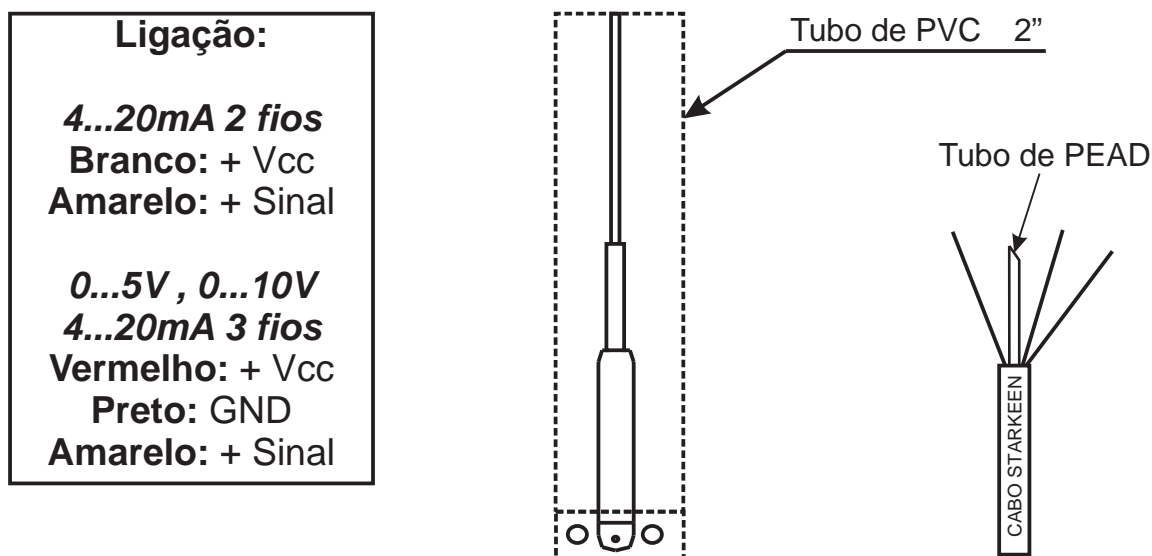 Ligação:
4...20mA 2 fios
Branco: + Vcc
Amarelo: + Sinal
0...5V , 0...10V
4...20mA 3 fios
Vermelho: + Vcc
Preto: GND
Amarelo: + Sinal
Tubo de PVC 2”
Tubo de PEAD
CABO STARKEEN